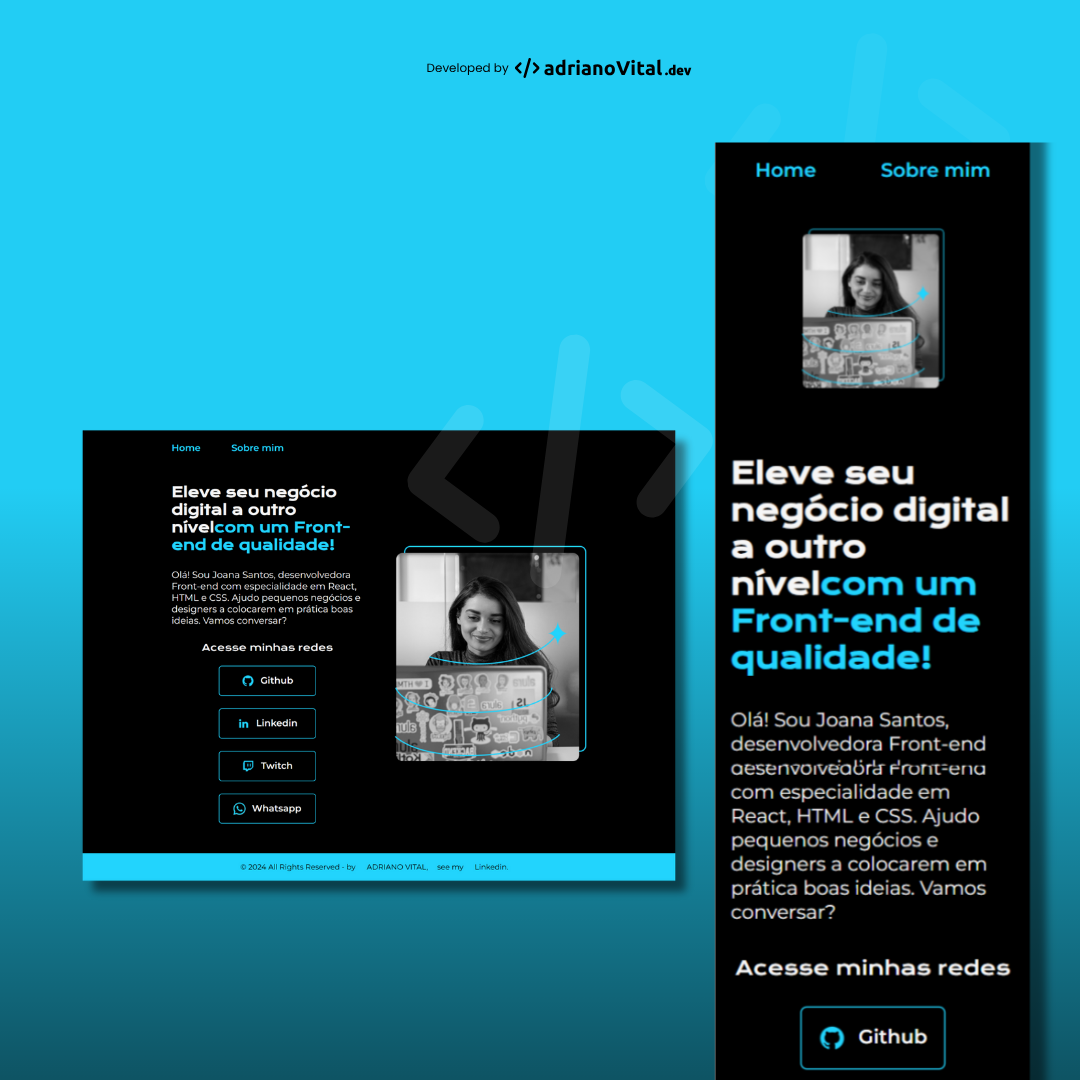 Developed by </> adrianoVital.dev
Home Sobre mim
Eleve seu negócio
digital a outro
nívelcom um Front-
end de qualidade!
Olá! Sou Joana Santos, desenvolvedora
Front-end com especialidade em React,
HTML e CSS. Ajudo pequenos negócios e
designers a colocarem em prática boas
ideias. Vamos conversar?
Acesse minhas redes
Github
Linkedin
Twitch
Whatsapp
© 2024 All Rights Reserved - by ADRIANO VITAL, see my Linkedin.
Home Sobre mim
Eleve seu
negócio digital
a outro
nívelcom um
Front-end de
qualidade!
Olá! Sou Joana Santos,
desenvolvedora Front-end
desenvolvedora Front-end
com especialidade em
React, HTML e CSS. Ajudo
pequenos negócios e
designers a colocarem em
prática boas ideias. Vamos
conversar?
Acesse minhas redes
Github